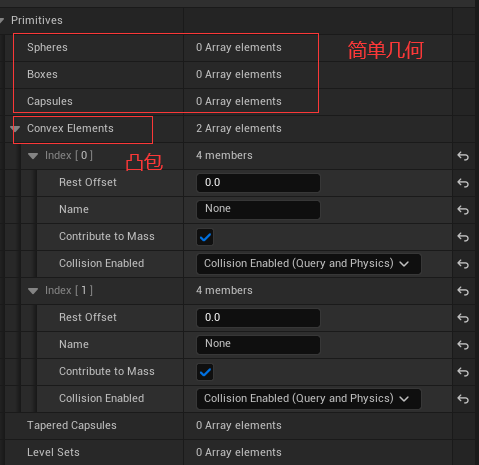 Primitives
Spheres 0 Array elements 简单几何
Boxes 0 Array elements
Capsules 0 Array elements
Convex Elements 2 Array elements
凸包
Index [ 0 ] 4 members
Rest Offset 0.0
Name None
Contribute to Mass
Collision Enabled Collision Enabled (Query and Physics)
Index [ 1 ] 4 members
Rest Offset 0.0
Name None
Contribute to Mass
Collision Enabled Collision Enabled (Query and Physics)
Tapered Capsules 0 Array elements
Level Sets 0 Array elements